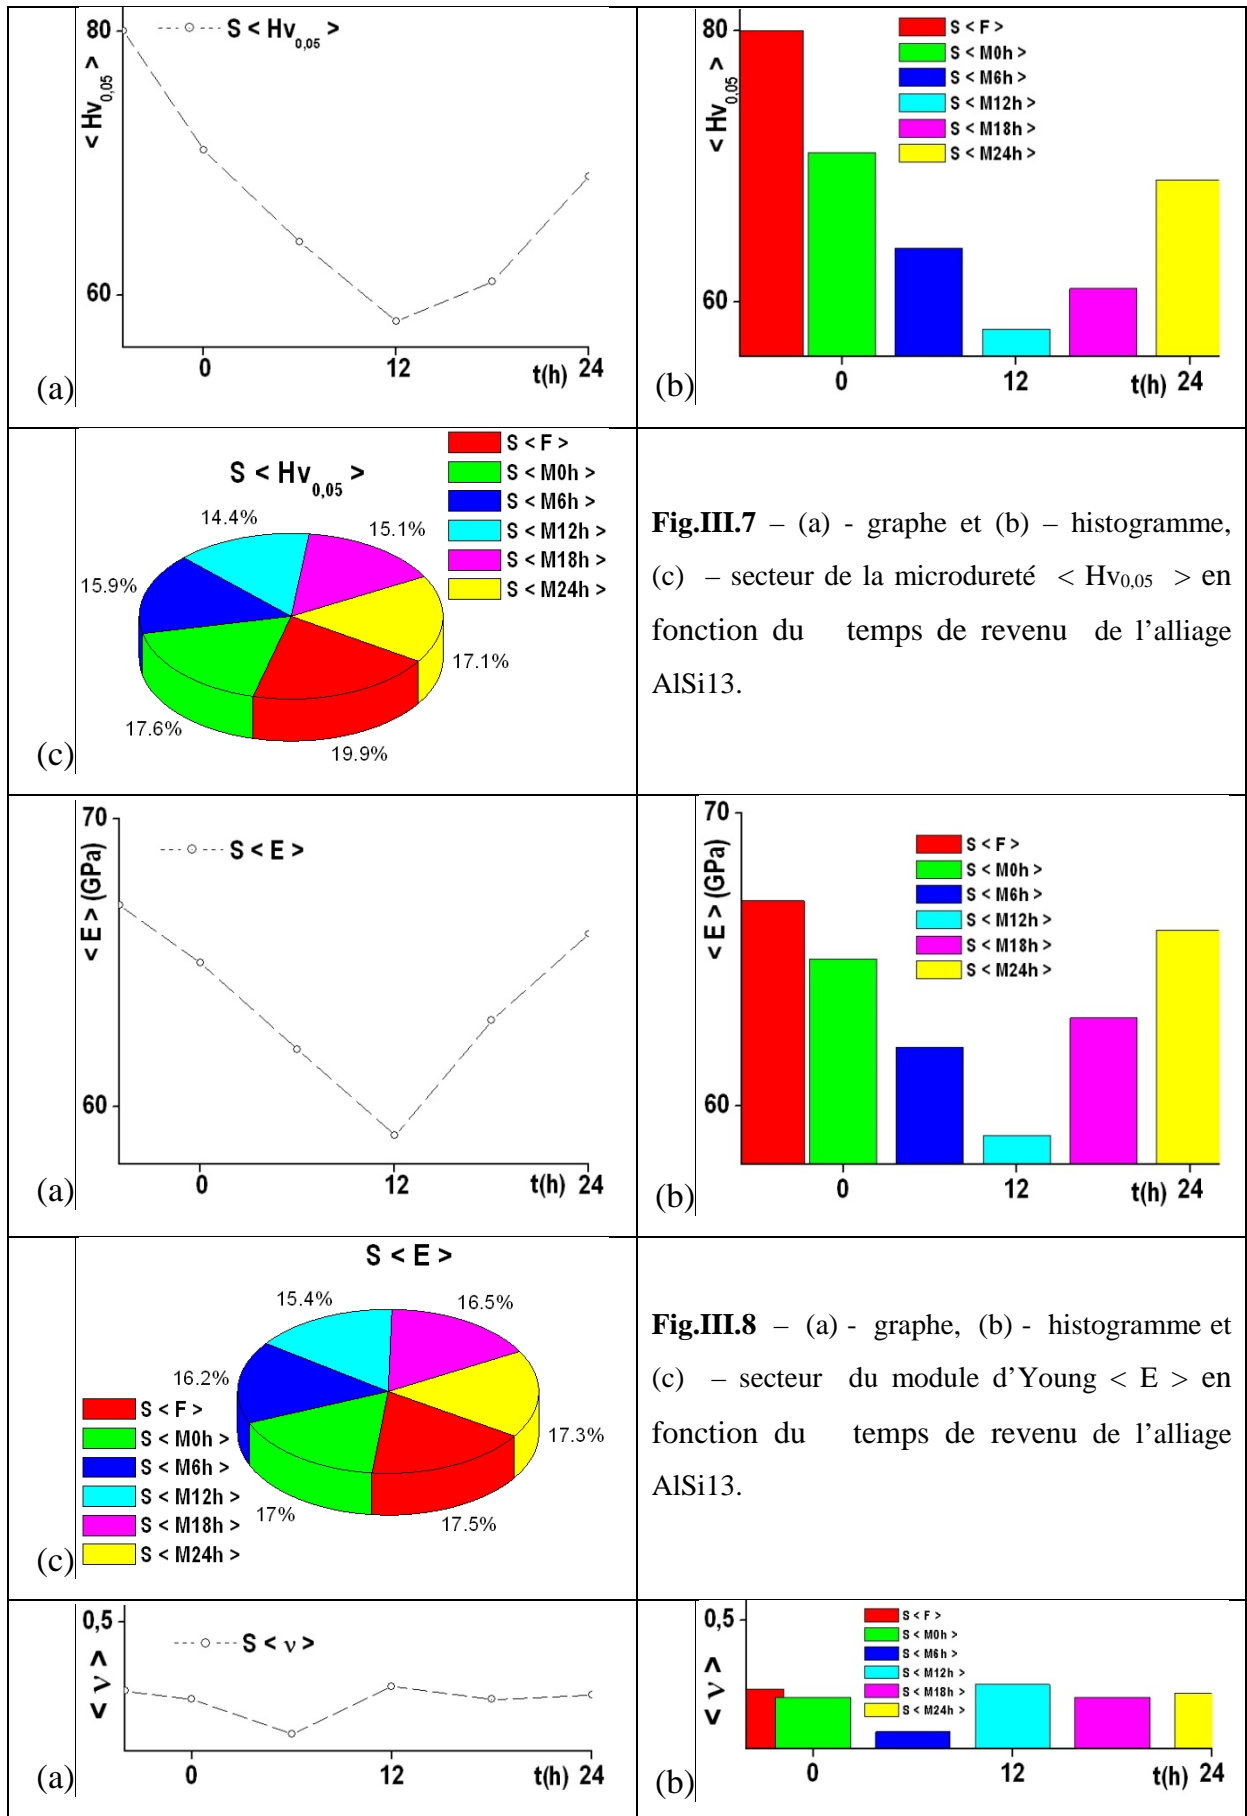 80
S < Hv0,05 >
< Hv0,05 >
60
0
12
t(h) 24
(a)
80
S < F >
S < M0h >
S < M6h >
S < M12h >
S < M18h >
S < M24h >
< Hv0,05 >
60
0
12
t(h) 24
(b)
S < Hv0,05 >
S < F >
S < M0h >
S < M6h >
S < M12h >
S < M18h >
S < M24h >
14.4%
15.1%
15.9%
17.1%
17.6%
19.9%
(c)
Fig.III.7 – (a) - graphe et (b) – histogramme,
(c) – secteur de la microdureté < Hv0,05 > en
fonction du temps de revenu de l’alliage
AlSi13.
70
S < E >
< E > (GPa)
60
0
12
t(h) 24
(a)
70
S < F >
S < M0h >
S < M6h >
S < M12h >
S < M18h >
S < M24h >
< E > (GPa)
60
0
12
t(h) 24
(b)
S < E >
15.4%
16.5%
16.2%
17.3%
17%
17.5%
S < F >
S < M0h >
S < M6h >
S < M12h >
S < M18h >
S < M24h >
(c)
Fig.III.8 – (a) - graphe, (b) - histogramme et
(c) – secteur du module d’Young < E > en
fonction du temps de revenu de l’alliage
AlSi13.
0,5
S < ν >
< ν >
0
12
t(h) 24
(a)
0,5
S < F >
S < M0h >
S < M6h >
S < M12h >
S < M18h >
S < M24h >
< ν >
0
12
t(h) 24
(b)